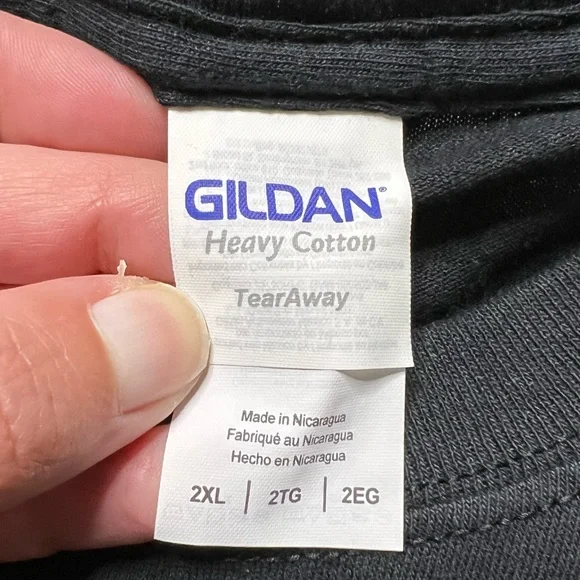 GILDAN®
Heavy Cotton
TearAway
Made in Nicaragua
Fabriqué au Nicaragua
Hecho en Nicaragua
2XL | 2TG | 2EG